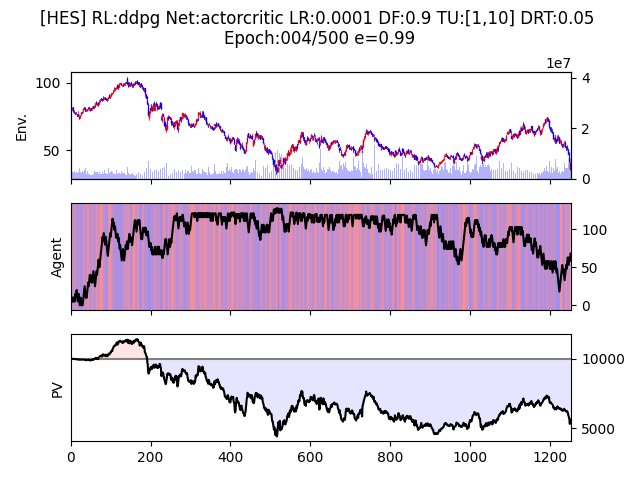 [HES] RL:ddpg Net:actorcritic LR:0.0001 DF:0.9 TU:[1,10] DRT:0.05
Epoch:004/500 e=0.99
1e7
100
50
Env.
4
2
0
Agent
100
50
0
PV
10000
5000
0
200
400
600
800
1000
1200